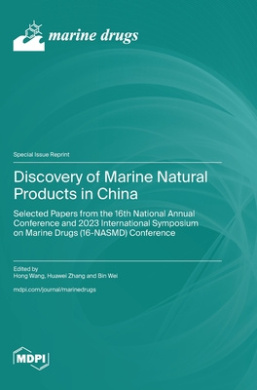 marine drugs
Special Issue Reprint
Discovery of Marine Natural
Products in China
Selected Papers from the 16th National Annual
Conference and 2023 International Symposium
on Marine Drugs (16-NASMD) Conference
Edited by
Hong Wang, Huawei Zhang and Bin Wei
mdpi.com/journal/marinedrugs
MDPI